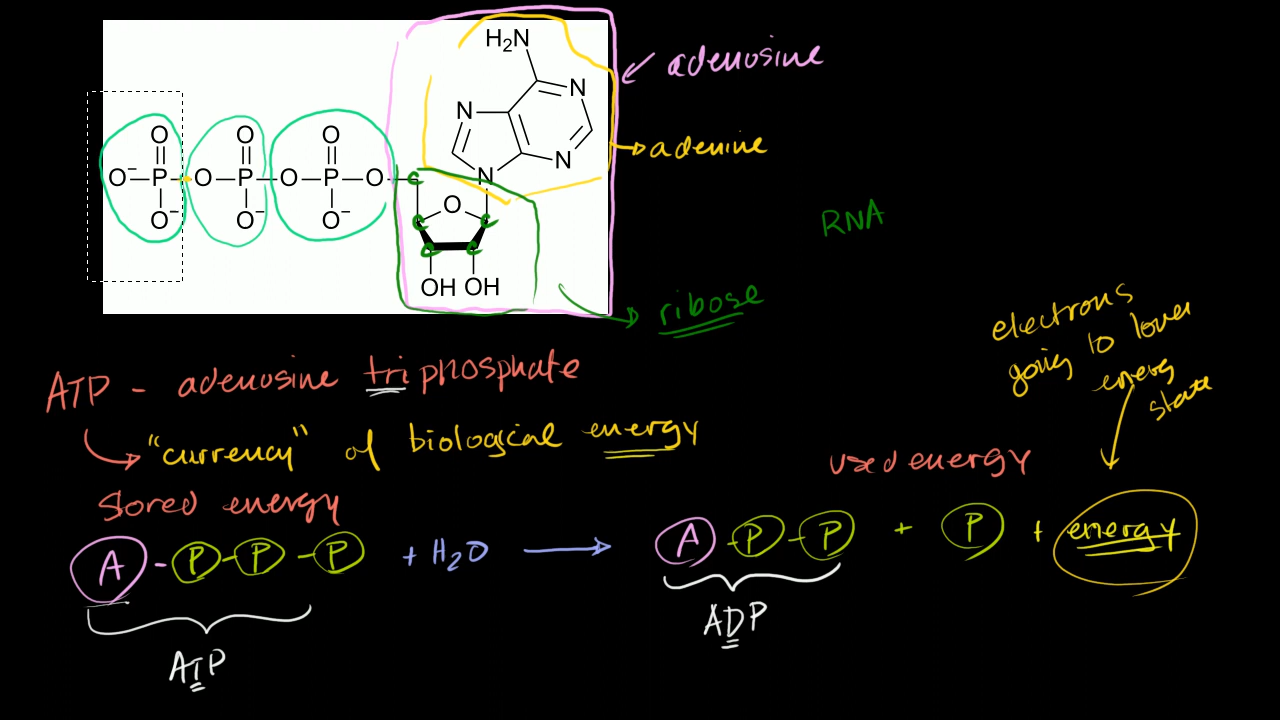 H₂N
N
N
N
N
adenosine
adenine
O O O
O⁻ P O P O P O
O⁻ O⁻ O⁻
O
OH OH
RNA
ribose
electrons
going to lower
energy
state
ATP - adenosine triphosphate
"currency" of biological energy
stored energy
used energy
A - P - P - P + H₂O → A - P - P + P + energy
ATP
ADP